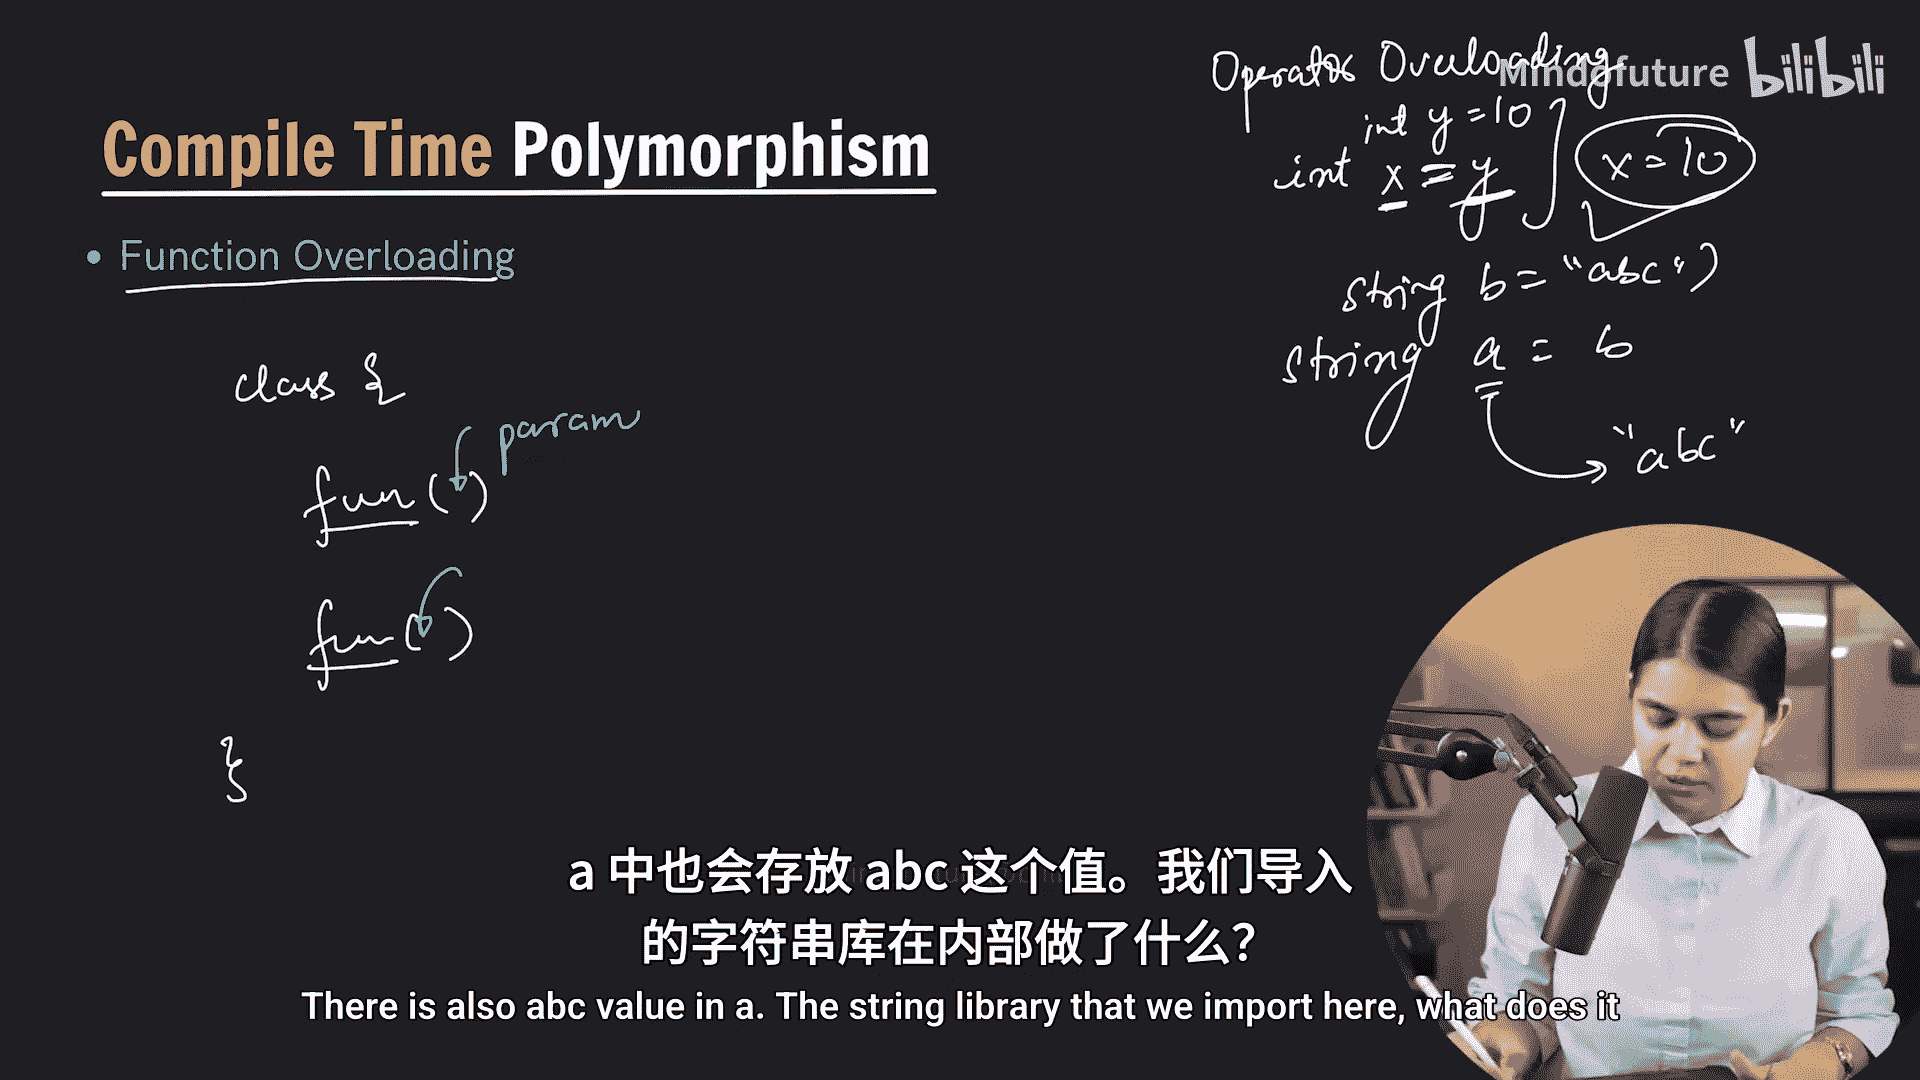 Operator Overloading
Mindofuture bilibili
Compile Time Polymorphism
int y = 10
int x = y
x = 10
• Function Overloading
string b = "abc")
string a = b
"abc"
class {
param
fun( )
fun( )
}
a 中也会存放 abc 这个值。我们导入
的字符串库在内部做了什么？
There is also abc value in a. The string library that we import here, what does it